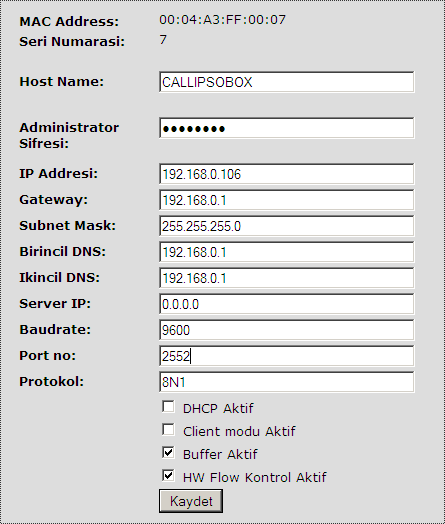 MAC Address: 00:04:A3:FF:00:07
Seri Numarasi: 7
Host Name: CALLIPSOBOX
Administrator
Sifresi: ●●●●●●●●
IP Addresi: 192.168.0.106
Gateway: 192.168.0.1
Subnet Mask: 255.255.255.0
Birincil DNS: 192.168.0.1
Ikincil DNS: 192.168.0.1
Server IP: 0.0.0.0
Baudrate: 9600
Port no: 2552
Protokol: 8N1
DHCP Aktif
Client modu Aktif
Buffer Aktif
HW Flow Kontrol Aktif
Kaydet